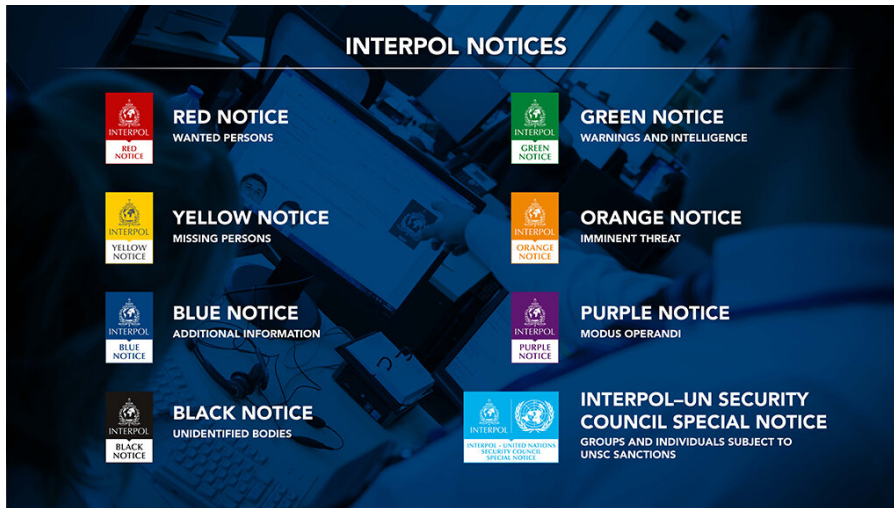 INTERPOL NOTICES
INTERPOL
RED
NOTICE
RED NOTICE
WANTED PERSONS
INTERPOL
GREEN
NOTICE
GREEN NOTICE
WARNINGS AND INTELLIGENCE
INTERPOL
YELLOW
NOTICE
YELLOW NOTICE
MISSING PERSONS
INTERPOL
ORANGE
NOTICE
ORANGE NOTICE
IMMINENT THREAT
INTERPOL
BLUE
NOTICE
BLUE NOTICE
ADDITIONAL INFORMATION
INTERPOL
PURPLE
NOTICE
PURPLE NOTICE
MODUS OPERANDI
INTERPOL
BLACK
NOTICE
BLACK NOTICE
UNIDENTIFIED BODIES
INTERPOL
INTERPOL - UNITED NATIONS
SECURITY COUNCIL
SPECIAL NOTICE
INTERPOL–UN SECURITY
COUNCIL SPECIAL NOTICE
GROUPS AND INDIVIDUALS SUBJECT TO
UNSC SANCTIONS